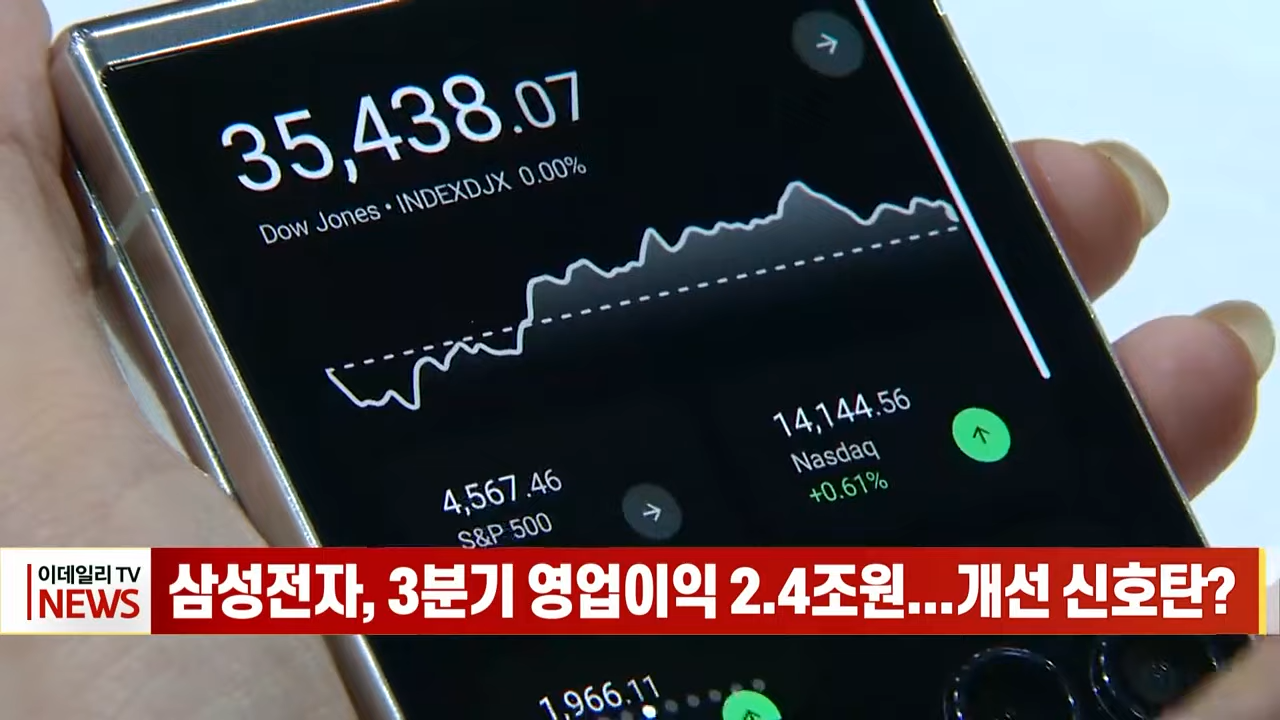 35,438.07
Dow Jones • INDEXDJX 0.00%
14,144.56
Nasdaq
+0.61%
4,567.46
S&P 500
이데일리 TV
NEWS
삼성전자, 3분기 영업이익 2.4조원...개선 신호탄?
1,966.11